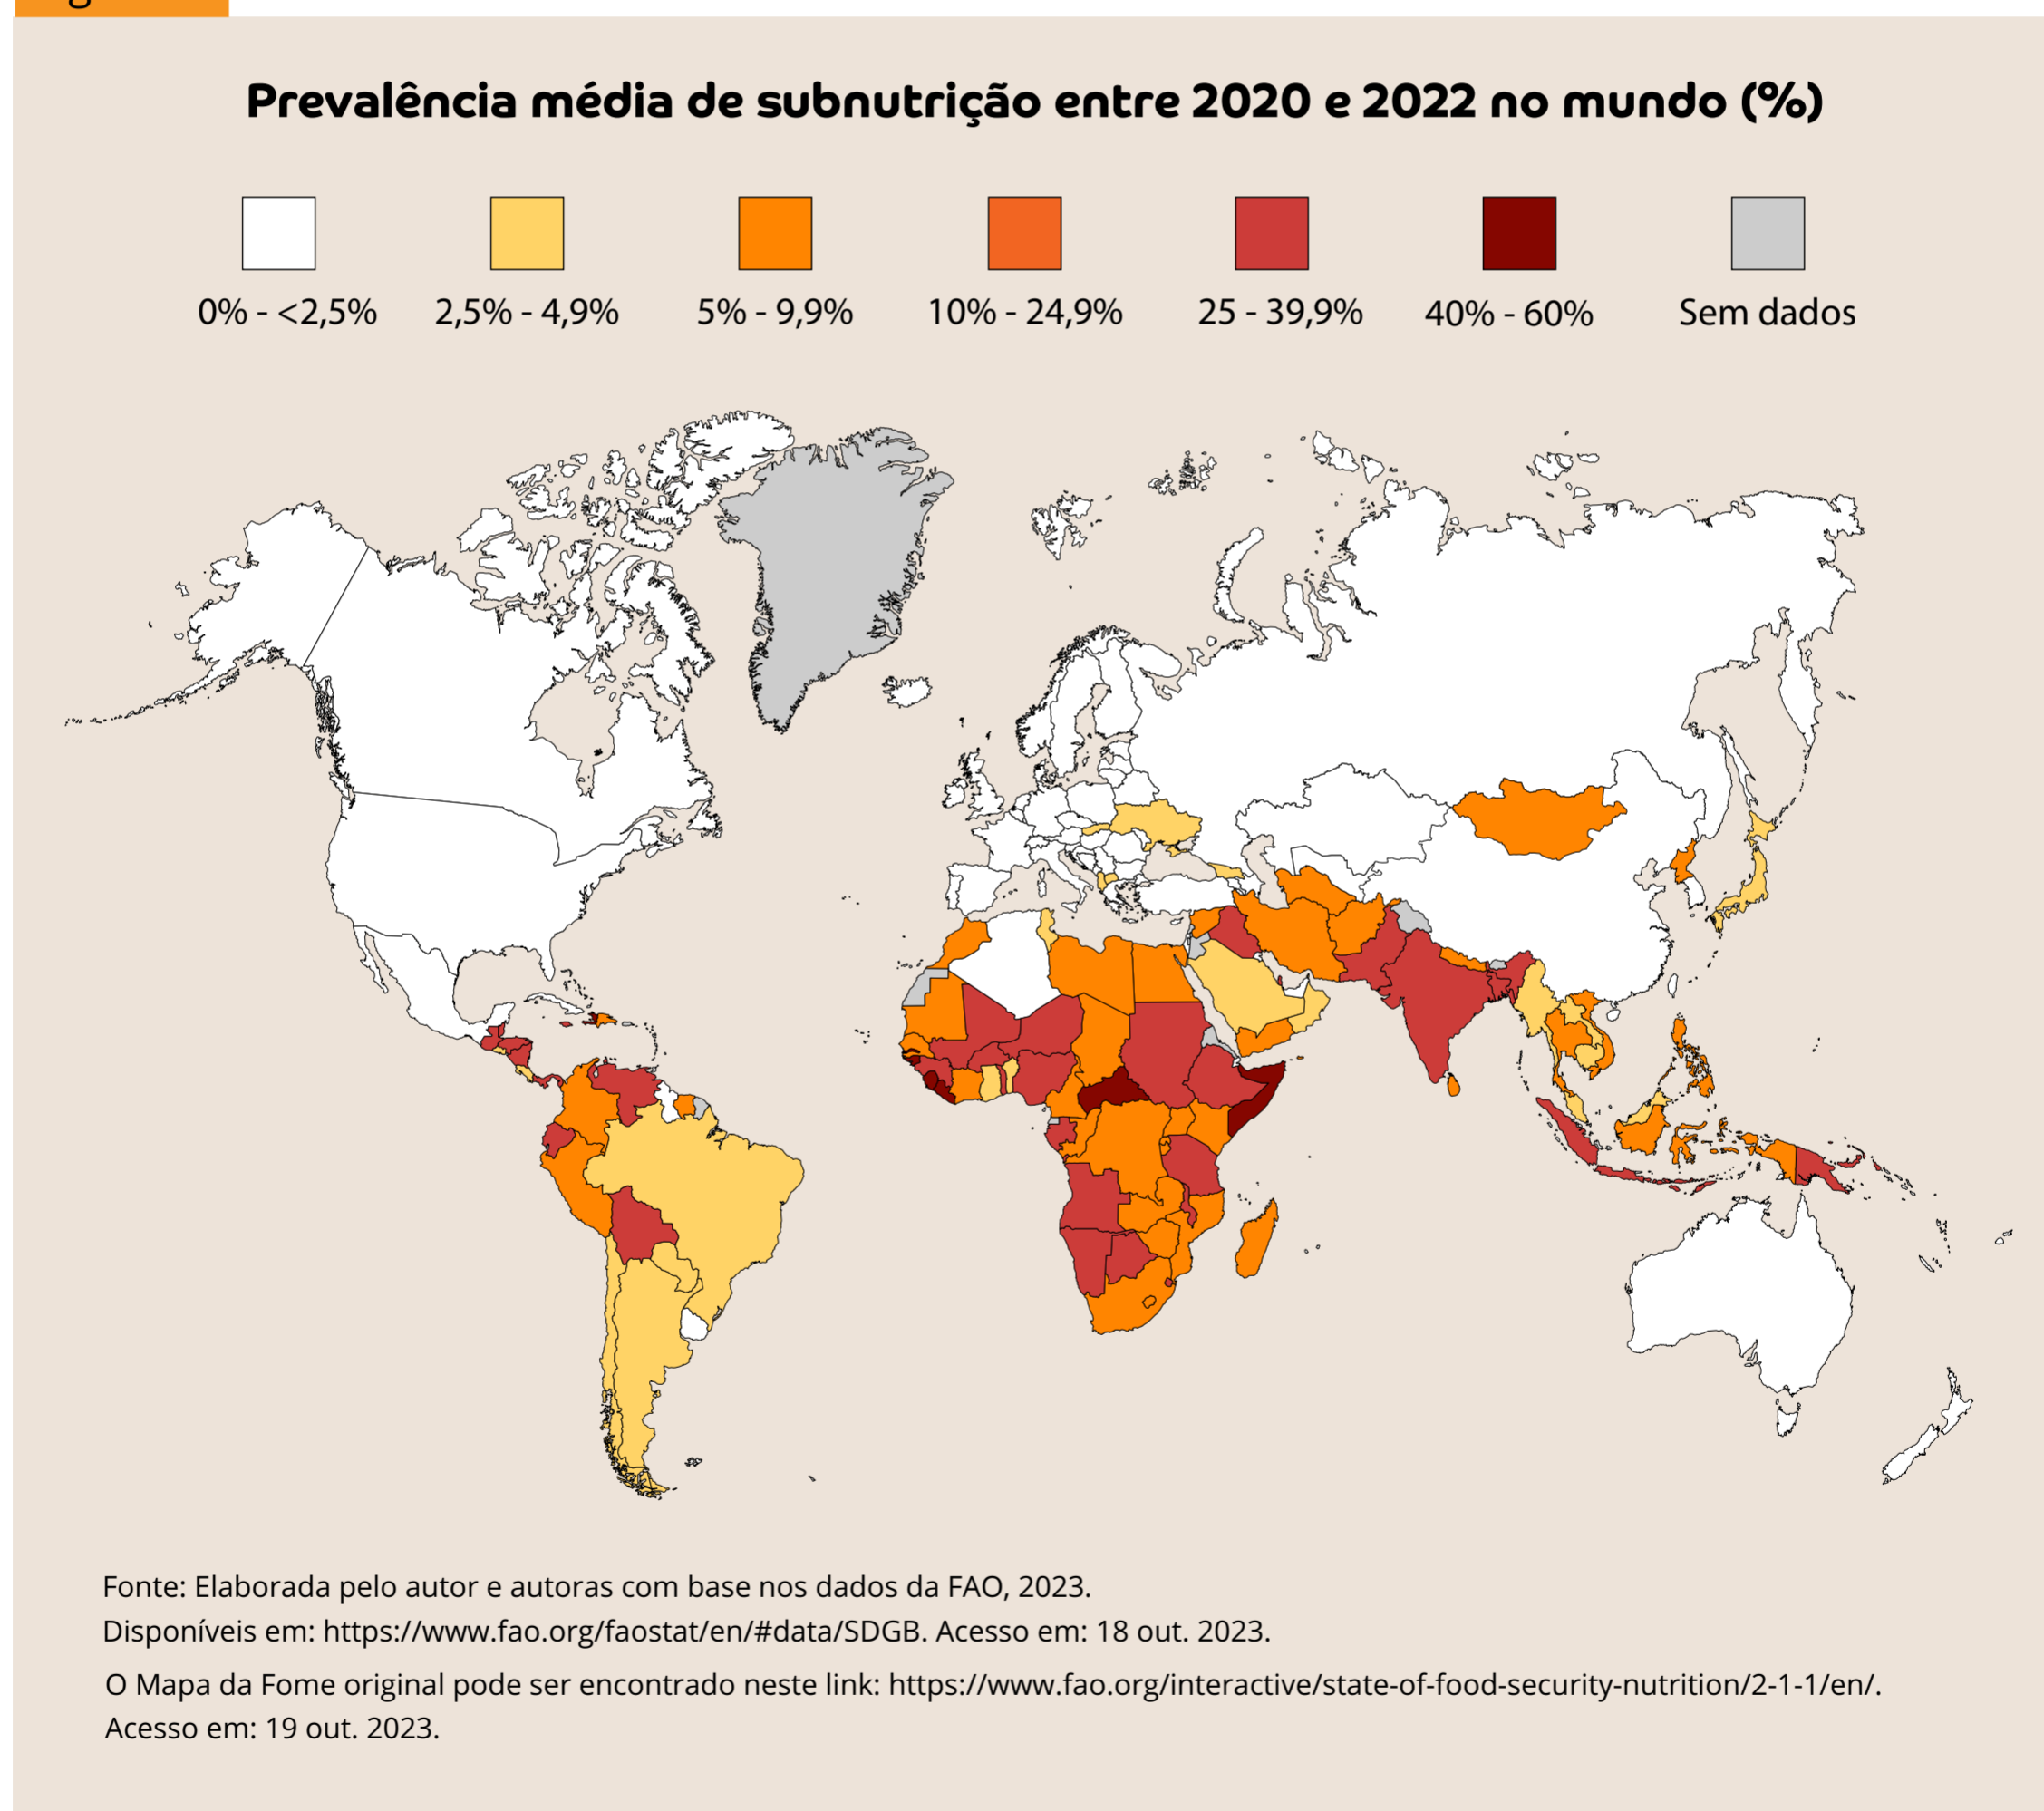 Prevalência média de subnutrição entre 2020 e 2022 no mundo (%)
0% - <2,5%
2,5% - 4,9%
5% - 9,9%
10% - 24,9%
25 - 39,9%
40% - 60%
Sem dados
Fonte: Elaborada pelo autor e autoras com base nos dados da FAO, 2023.
Disponíveis em: https://www.fao.org/faostat/en/#data/SDGB. Acesso em: 18 out. 2023.
O Mapa da Fome original pode ser encontrado neste link: https://www.fao.org/interactive/state-of-food-security-nutrition/2-1-1/en/.
Acesso em: 19 out. 2023.